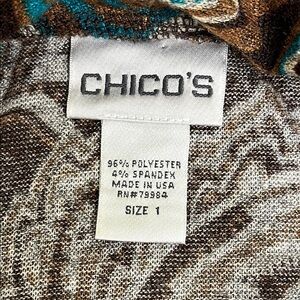 CHICO'S
96% POLYESTER
4% SPANDEX
MADE IN USA
RN#79984
SIZE 1